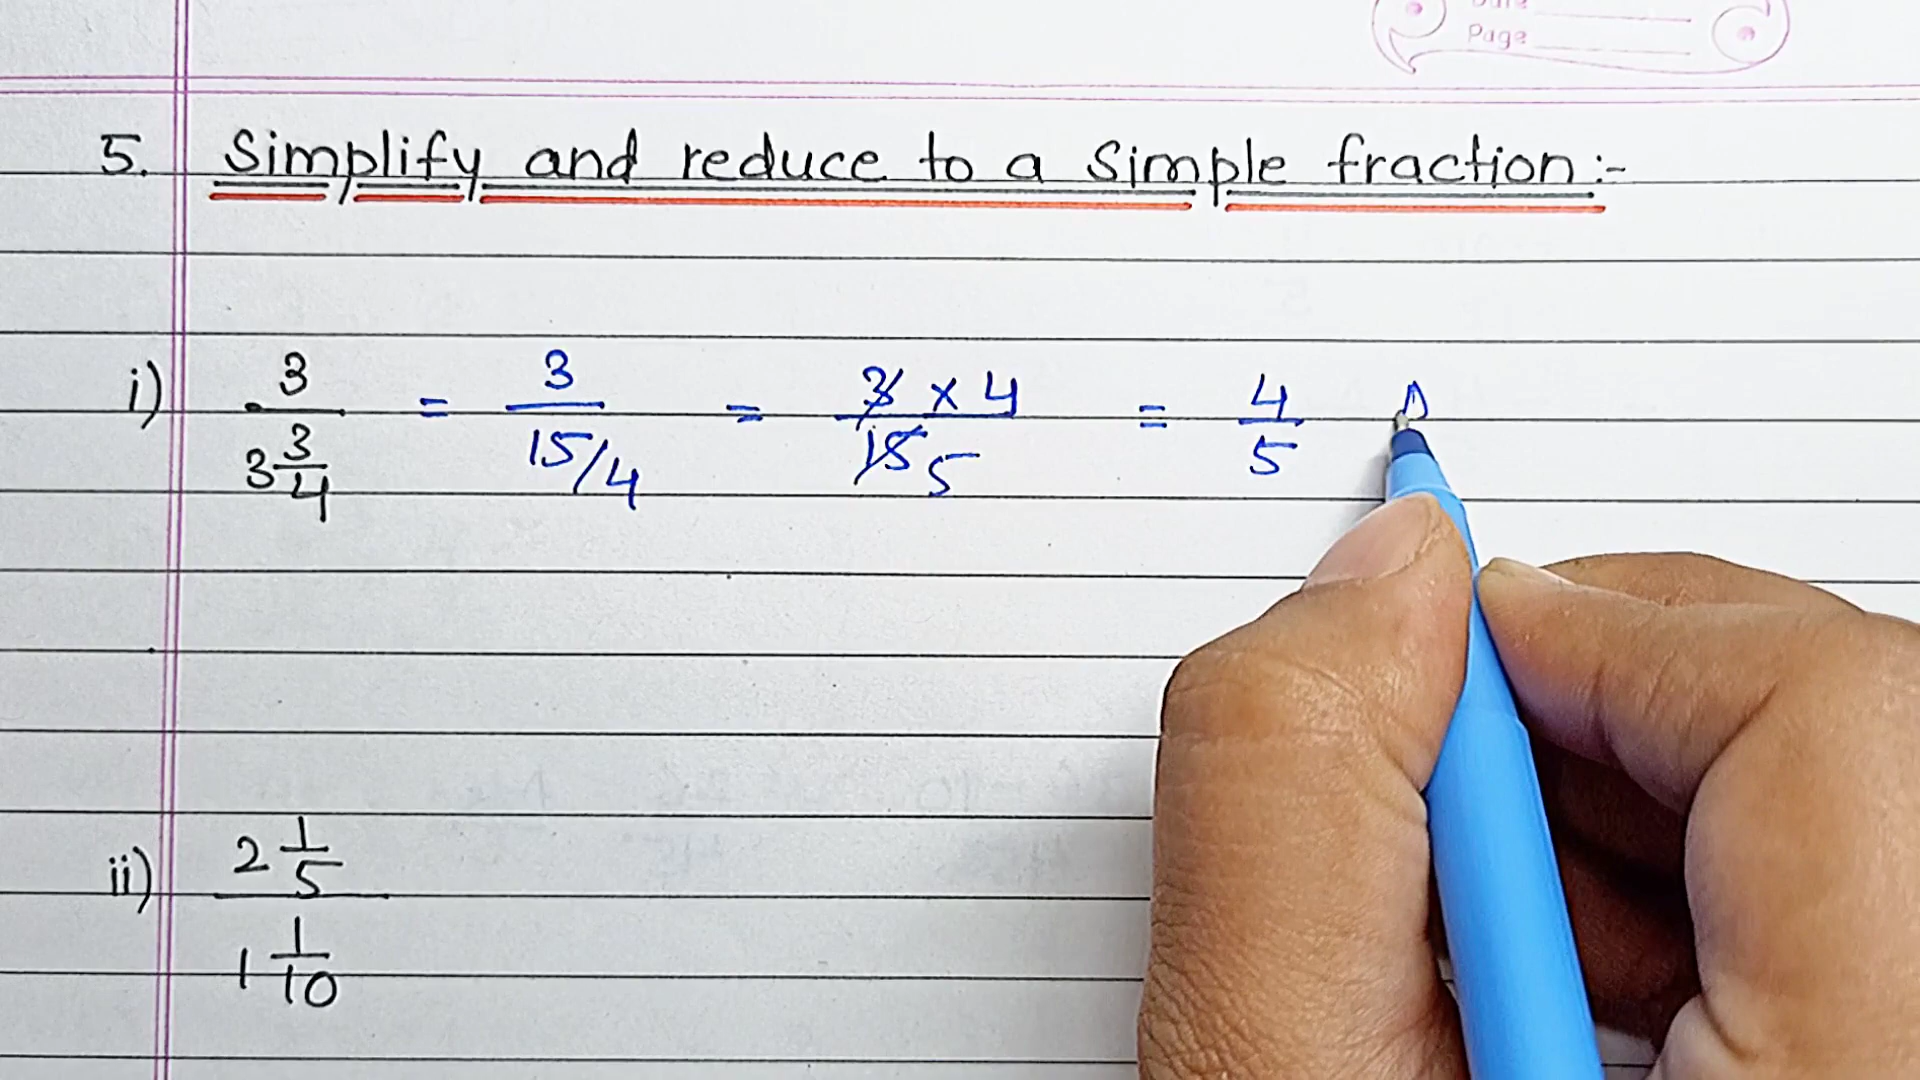 Date
Page
5. Simplify and reduce to a simple fraction:-
i) 3 / 3 3/4 = 3 / 15/4 = 3 x 4 / 15 5 = 4/5 A
ii) 2 1/5 / 1 1/10